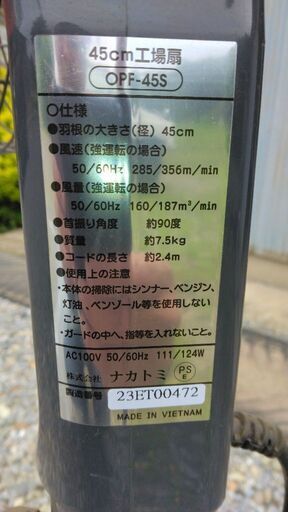 45cm工場扇
OPF-45S
○仕様
●羽根の大きさ（径）45cm
●風速（強運転の場合）
50/60Hz 285/356m/min
●風量（強運転の場合）
50/60Hz 160/187m³/min
●首振り角度 約90度
●質量 約7.5kg
●コードの長さ 約2.4m
●使用上の注意
・本体の掃除にはシンナー、ベンジン、
灯油、ベンゾール等を使用しない
こと。
・ガードの中へ、指等を入れないこと。
AC100V 50/60Hz 111/124W
株式会社 ナカトミ PSE
製造番号 23ET00472
MADE IN VIETNAM